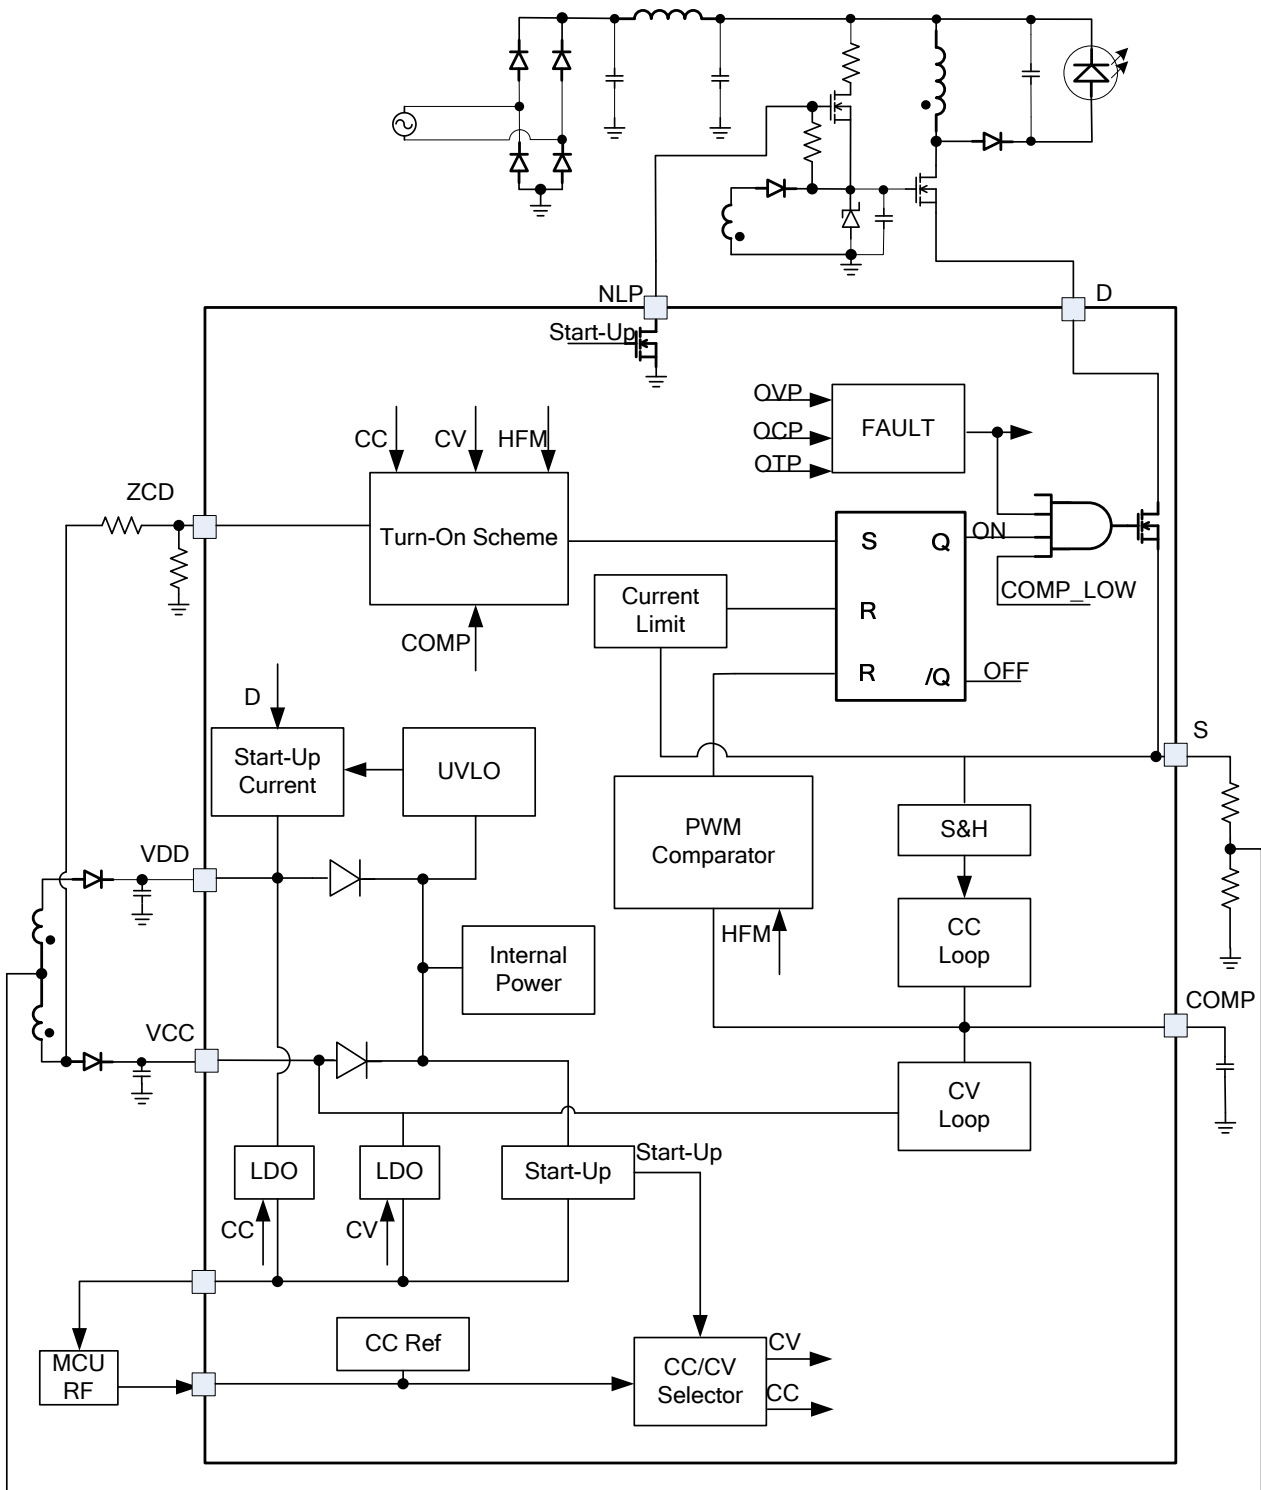 NLP
D
Start-Up
OVP
OCP
OTP
FAULT
CC
CV
HFM
ZCD
Turn-On Scheme
S
Q
ON
R
R
/Q
OFF
COMP_LOW
Current
Limit
COMP
D
Start-Up
Current
UVLO
S
PWM
Comparator
S&H
VDD
HFM
CC
Loop
Internal
Power
COMP
VCC
CV
Loop
LDO
LDO
Start-Up
Start-Up
CC
CV
CC Ref
MCU
RF
CC/CV
Selector
CV
CC